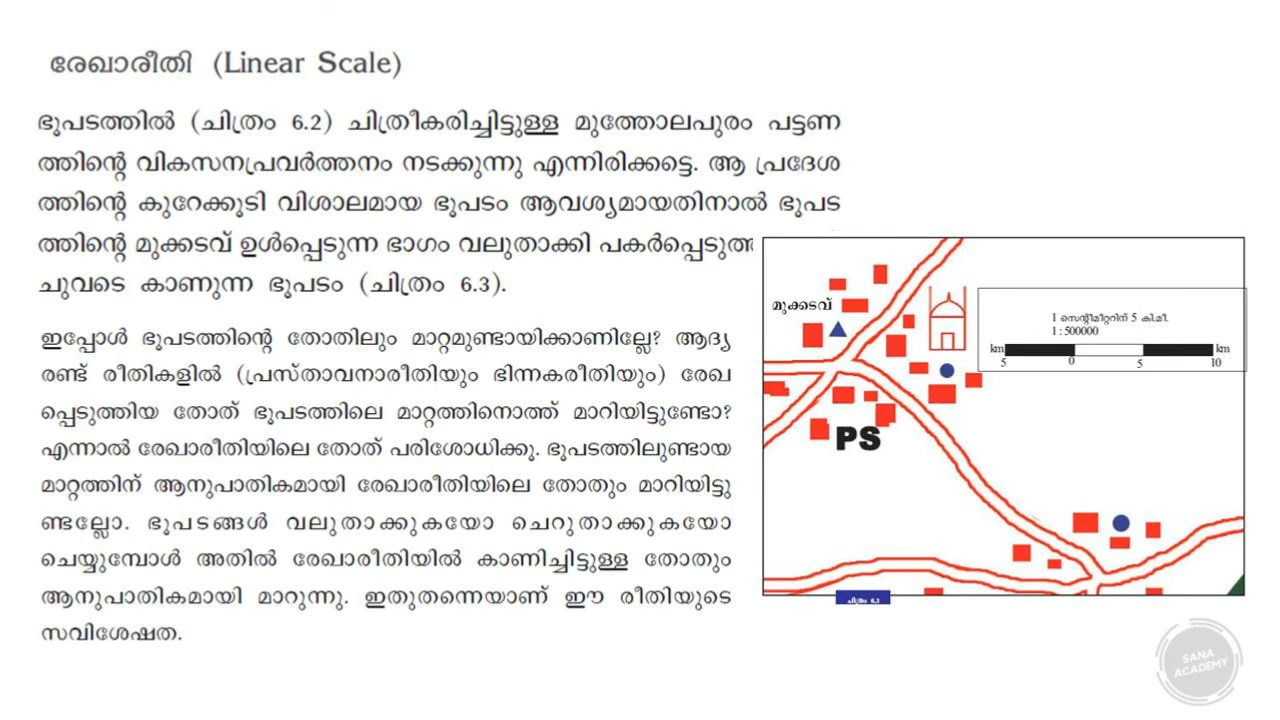 രേഖാരീതി (Linear Scale)
ഭൂപടത്തിൽ (ചിത്രം 6.2) ചിത്രീകരിച്ചിട്ടുള്ള മുത്തോലപുരം പട്ടണ
ത്തിന്റെ വികസനപ്രവർത്തനം നടക്കുന്നു എന്നിരിക്കട്ടെ. ആ പ്രദേശ
ത്തിന്റെ കുറേക്കൂടി വിശാലമായ ഭൂപടം ആവശ്യമായതിനാൽ ഭൂപട
ത്തിന്റെ മുക്കടവ് ഉൾപ്പെടുന്ന ഭാഗം വലുതാക്കി
ചുവടെ കാണുന്ന ഭൂപടം (ചിത്രം 6.3).
ഇപ്പോൾ ഭൂപടത്തിന്റെ തോതിലും മാറ്റമുണ്ടായിക്കാണില്ലേ? ആദ്യ
രണ്ട് രീതികളിൽ (പ്രസ്താവനാരീതിയും ഭിന്നകരീതിയും) രേഖ
പ്പെടുത്തിയ തോത് ഭൂപടത്തിലെ മാറ്റത്തിനൊത്ത് മാറിയിട്ടുണ്ടോ?
എന്നാൽ രേഖാരീതിയിലെ തോത് പരിശോധിക്കൂ. ഭൂപടത്തിലുണ്ടായ
മാറ്റത്തിന് ആനുപാതികമായി രേഖാരീതിയിലെ തോതും മാറിയിട്ടു
ണ്ടല്ലോ. ഭൂപടങ്ങൾ വലുതാക്കുകയോ ചെറുതാക്കുകയോ
ചെയ്യുമ്പോൾ അതിൽ രേഖാരീതിയിൽ കാണിച്ചിട്ടുള്ള തോതും
ആനുപാതികമായി മാറുന്നു. ഇതുതന്നെയാണ് ഈ രീതിയുടെ
സവിശേഷത.
മുക്കടവ്
1 സെന്റീമീറ്ററിന് 5 കി.മീ.
1 : 500000
km km
5 0 5 10
PS
ചിത്രം 6.3
SANA
ACADEMY